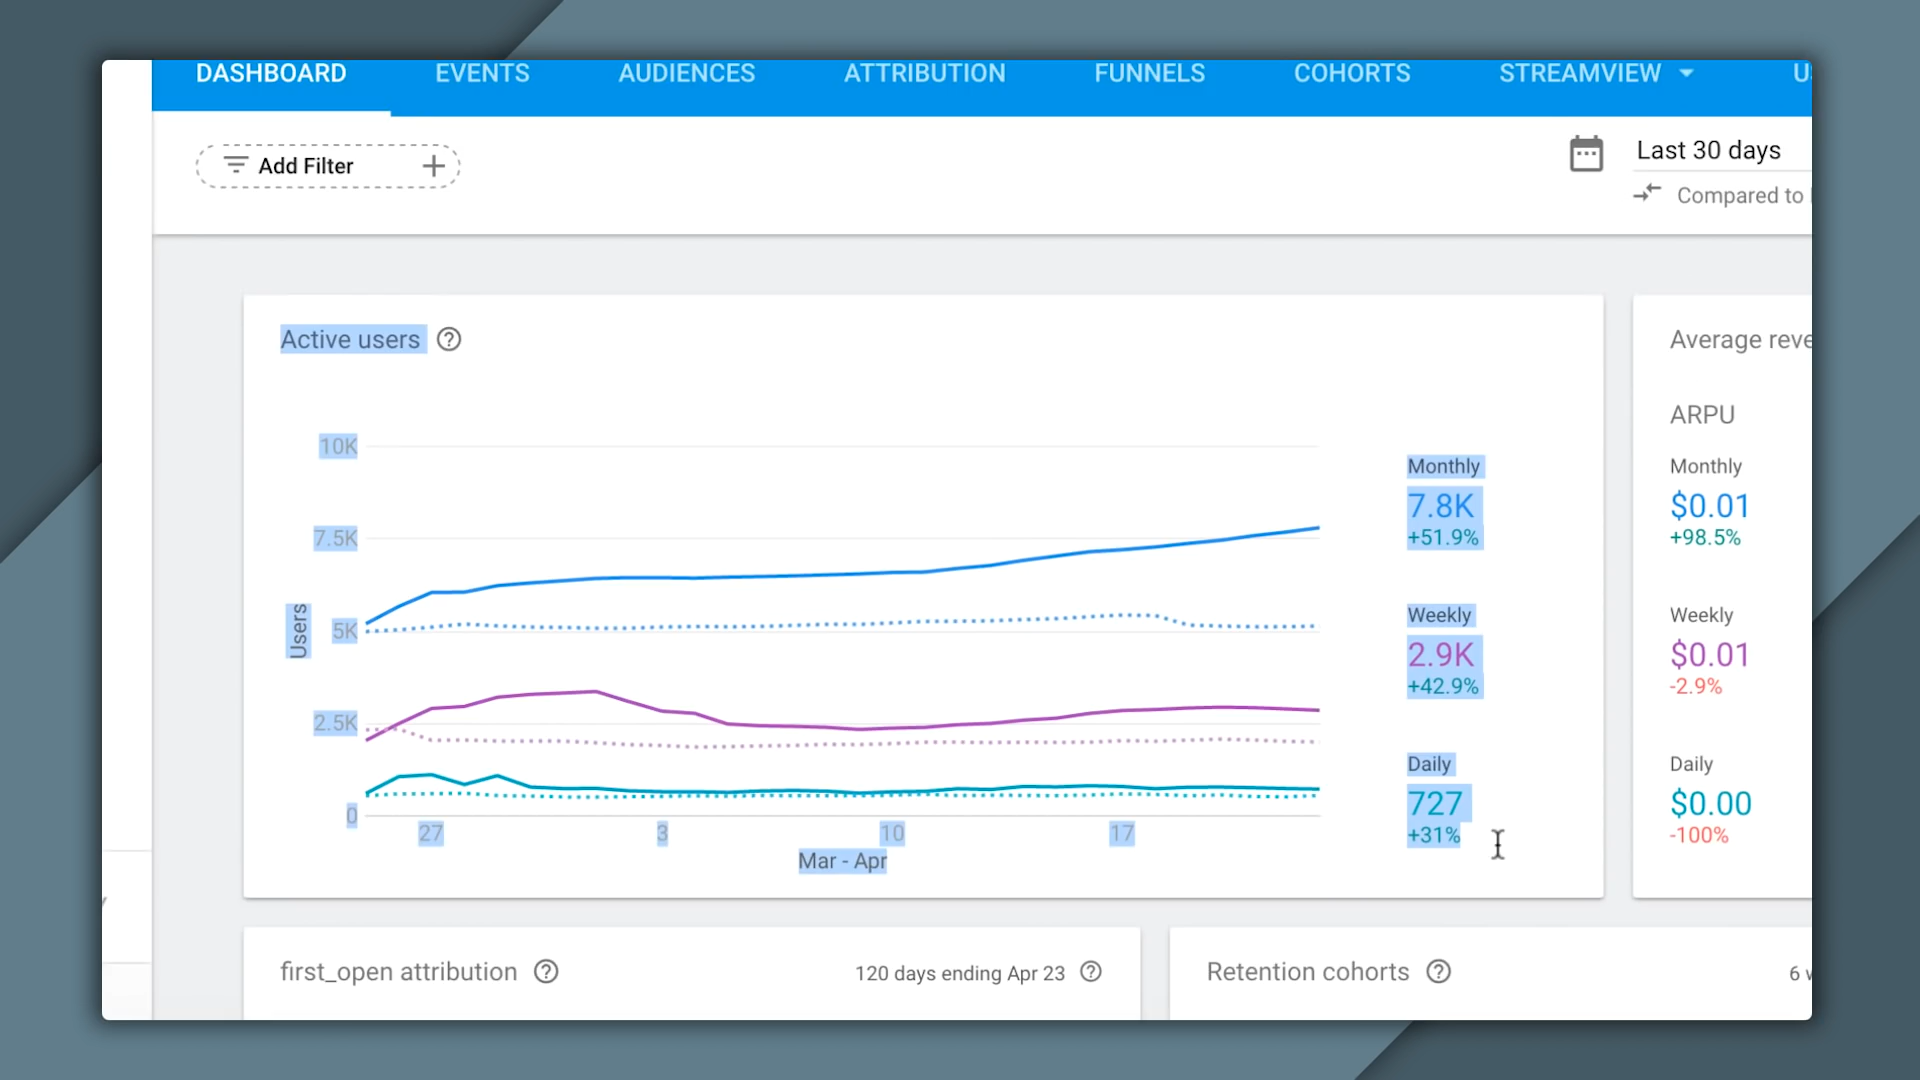 DASHBOARD EVENTS AUDIENCES ATTRIBUTION FUNNELS COHORTS STREAMVIEW
Add Filter
Last 30 days
Compared to
Active users
10K
7.5K
5K
2.5K
0
Users
27 3 10 17
Mar - Apr
Monthly
7.8K
+51.9%
Weekly
2.9K
+42.9%
Daily
727
+31%
Average
ARPU
Monthly
$0.01
+98.5%
Weekly
$0.01
-2.9%
Daily
$0.00
-100%
first_open attribution
120 days ending Apr 23
Retention cohorts
6